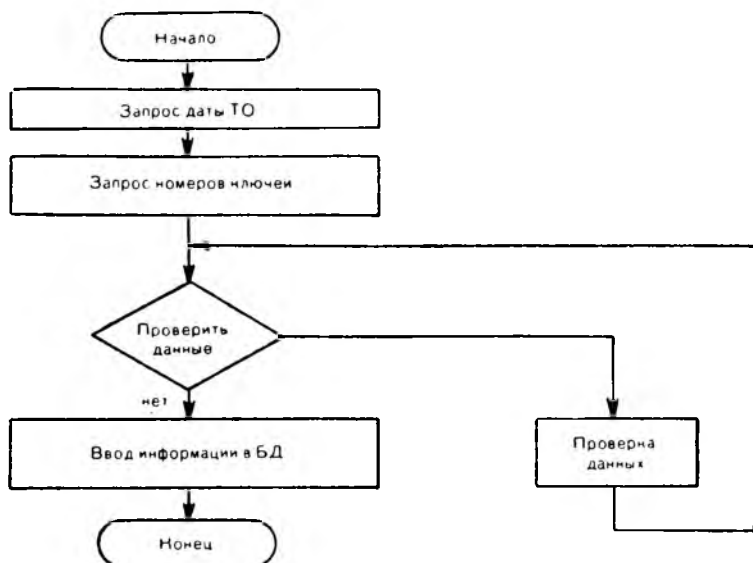 Начало
Запрос даты ТО
Запрос номеров ключей
Проверить
данные
нет
Ввод информации в БД
Проверка
данных
Конец